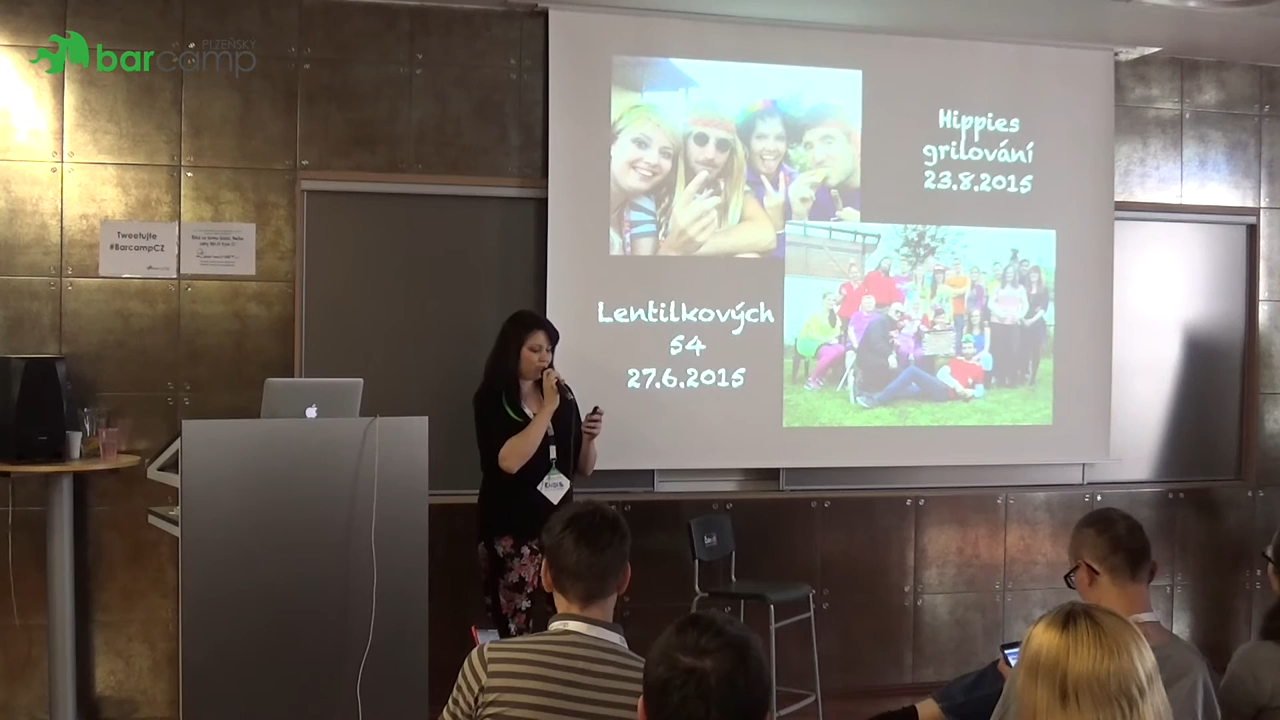 PLZEŇSKÝ
barcamp
Hippies
grilování
23.8.2015
Tweetujte
#BarcampCZ
Lentilkových
54
27.6.2015